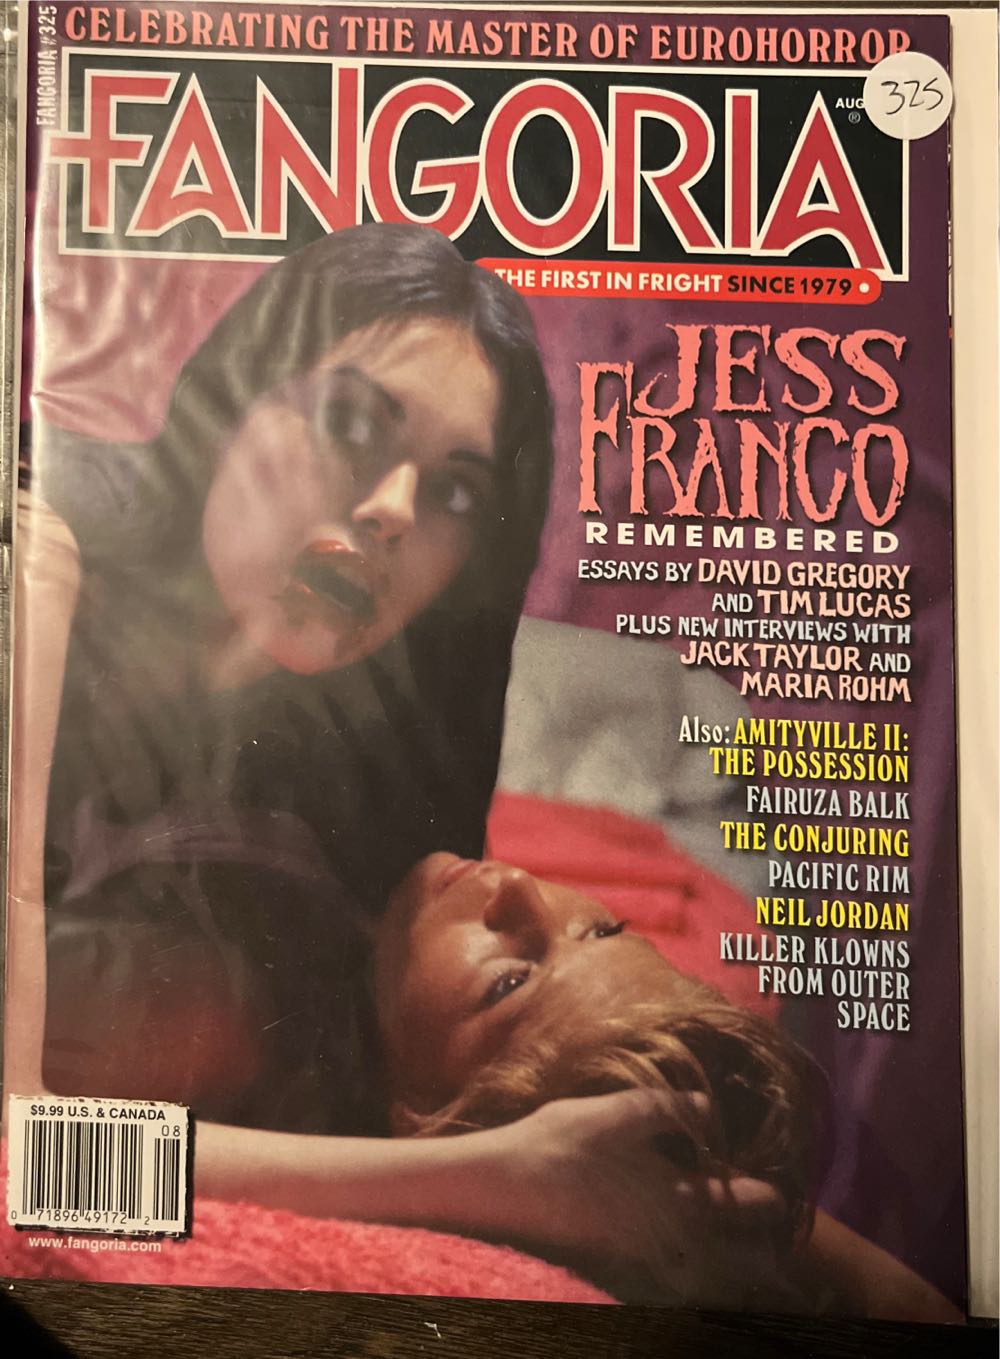 FANGORIA #325
CELEBRATING THE MASTER OF EUROHORROR
325
AUG
FANGORIA
®
THE FIRST IN FRIGHT SINCE 1979
JESS
FRANCO
REMEMBERED
ESSAYS BY DAVID GREGORY
AND TIM LUCAS
PLUS NEW INTERVIEWS WITH
JACK TAYLOR AND
MARIA ROHM
Also: AMITYVILLE II:
THE POSSESSION
FAIRUZA BALK
THE CONJURING
PACIFIC RIM
NEIL JORDAN
KILLER KLOWNS
FROM OUTER
SPACE
$9.99 U.S. & CANADA
08
0 71896 49172 2
www.fangoria.com